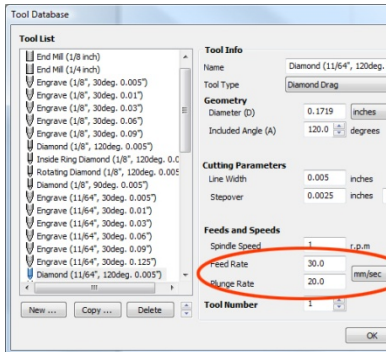 Tool Database
Tool List
End Mill (1/8 inch)
End Mill (1/4 inch)
Engrave (1/8", 30deg. 0.005")
Engrave (1/8", 30deg. 0.01")
Engrave (1/8", 30deg. 0.03")
Engrave (1/8", 30deg. 0.06")
Engrave (1/8", 30deg. 0.09")
Diamond (1/8", 120deg. 0.005")
Inside Ring Diamond (1/8", 120deg. 0.0
Rotating Diamond (1/8", 120deg. 0.005
Diamond (1/8", 90deg. 0.005")
Engrave (11/64", 30deg. 0.005")
Engrave (11/64", 30deg. 0.01")
Engrave (11/64", 30deg. 0.03")
Engrave (11/64", 30deg. 0.06")
Engrave (11/64", 30deg. 0.09")
Engrave (11/64", 30deg. 0.125")
Diamond (11/64", 120deg. 0.005")
New ... Copy ... Delete
Tool Info
Name Diamond (11/64", 120deg.
Tool Type Diamond Drag
Geometry
Diameter (D) 0.1719 inches
Included Angle (A) 120.0 degrees
Cutting Parameters
Line Width 0.005 inches
Stepover 0.0025 inches
Feeds and Speeds
Spindle Speed 1 r.p.m
Feed Rate 30.0
mm/sec
Plunge Rate 20.0
Tool Number 1
OK